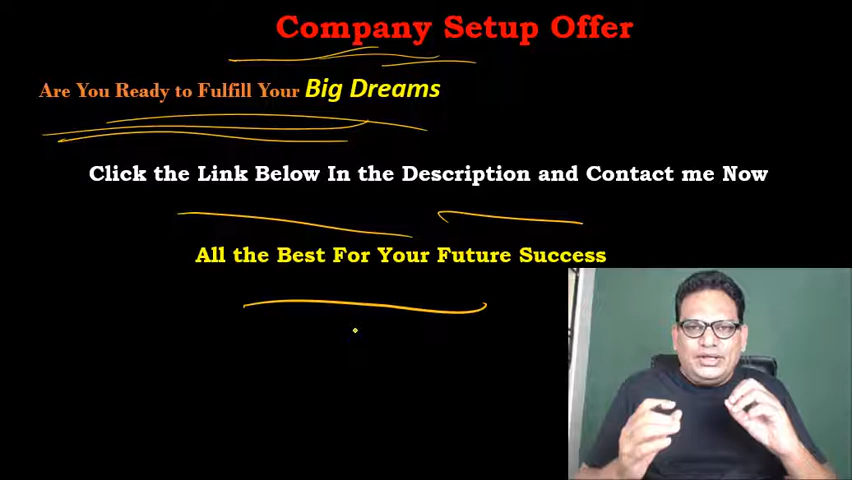 Company Setup Offer
Are You Ready to Fulfill Your Big Dreams
Click the Link Below In the Description and Contact me Now
All the Best For Your Future Success